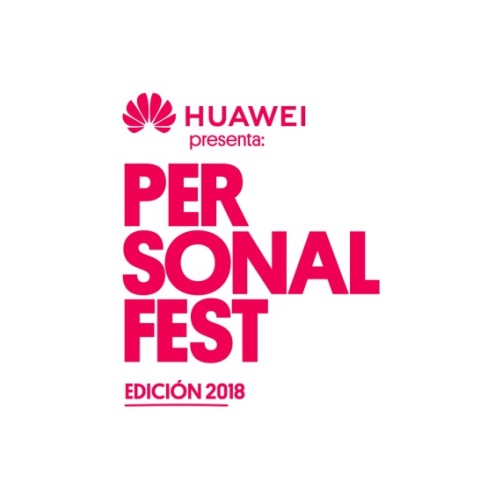 HUAWEI
presenta:
PER
SONAL
FEST
EDICIÓN 2018